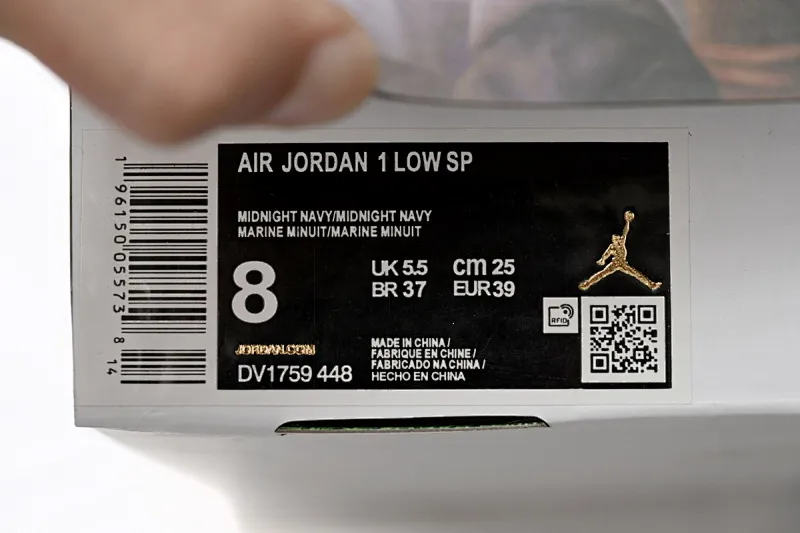 AIR JORDAN 1 LOW SP
MIDNIGHT NAVY/MIDNIGHT NAVY
MARINE MINUIT/MARINE MINUIT
8
UK 5.5 cm 25
BR 37 EUR 39
RFID
JORDAN.COM
DV1759 448
MADE IN CHINA /
FABRIQUE EN CHINE /
FABRICADO NA CHINA /
HECHO EN CHINA
1 96150 05573 8 14